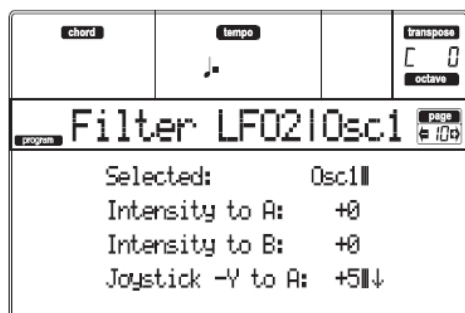 chord
tempo
transpose
C 0
octave
program Filter LFO2|Osc1
page
10
Selected: Osc1
Intensity to A: +0
Intensity to B: +0
Joystick -Y to A: +5